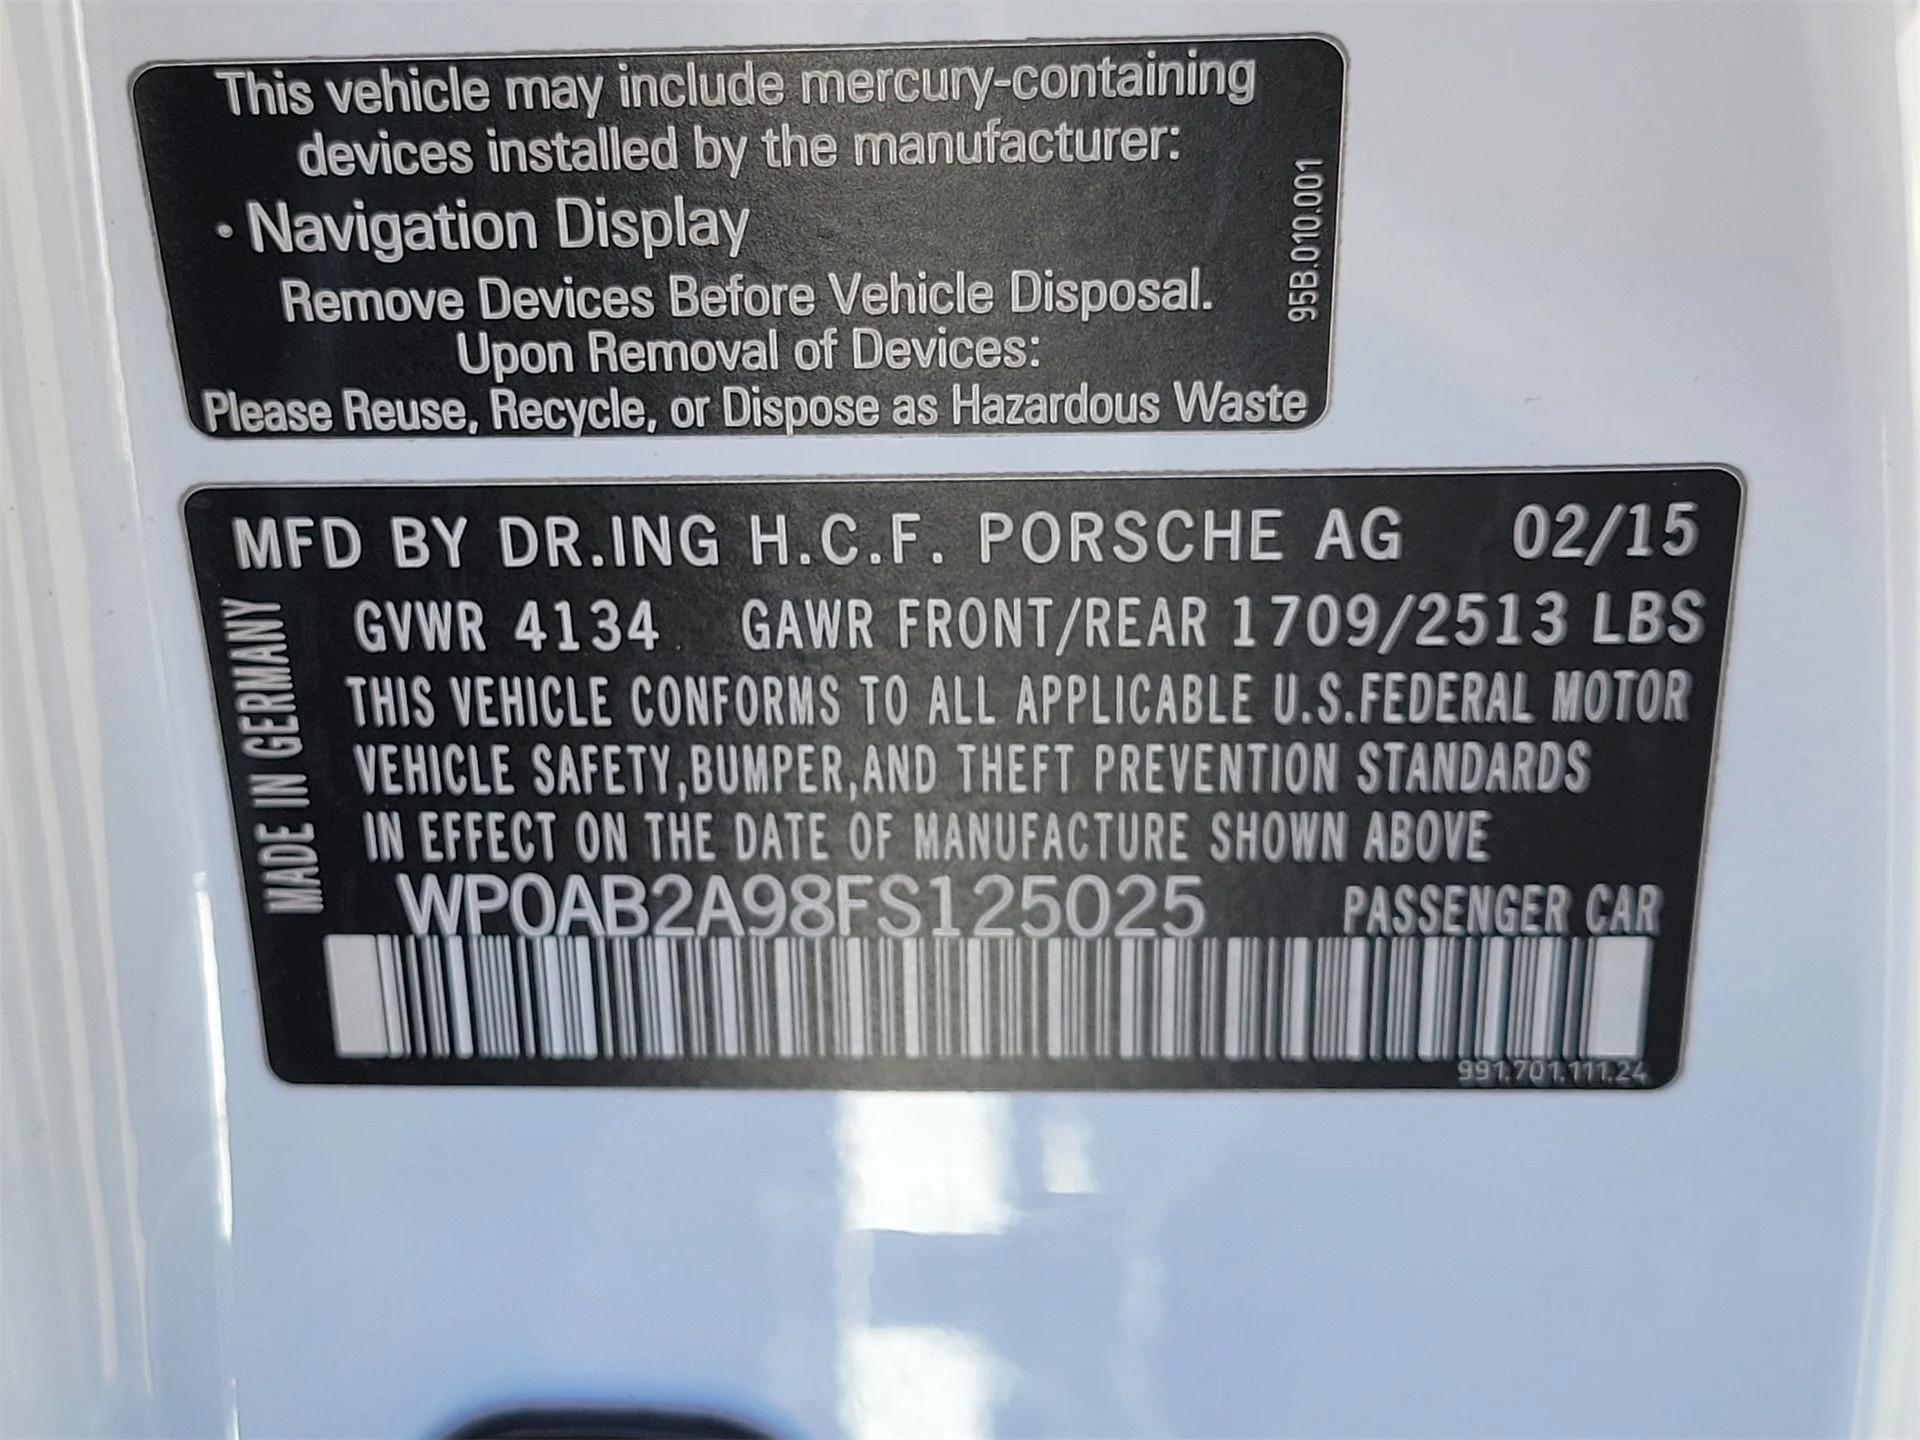 This vehicle may include mercury-containing
devices installed by the manufacturer:
• Navigation Display
Remove Devices Before Vehicle Disposal.
Upon Removal of Devices:
Please Reuse, Recycle, or Dispose as Hazardous Waste
95B.010.001
MFD BY DR.ING H.C.F. PORSCHE AG 02/15
GVWR 4134 GAWR FRONT/REAR 1709/2513 LBS
THIS VEHICLE CONFORMS TO ALL APPLICABLE U.S.FEDERAL MOTOR
VEHICLE SAFETY,BUMPER,AND THEFT PREVENTION STANDARDS
IN EFFECT ON THE DATE OF MANUFACTURE SHOWN ABOVE
WP0AB2A98FS125025 PASSENGER CAR
MADE IN GERMANY
991.701.111.24